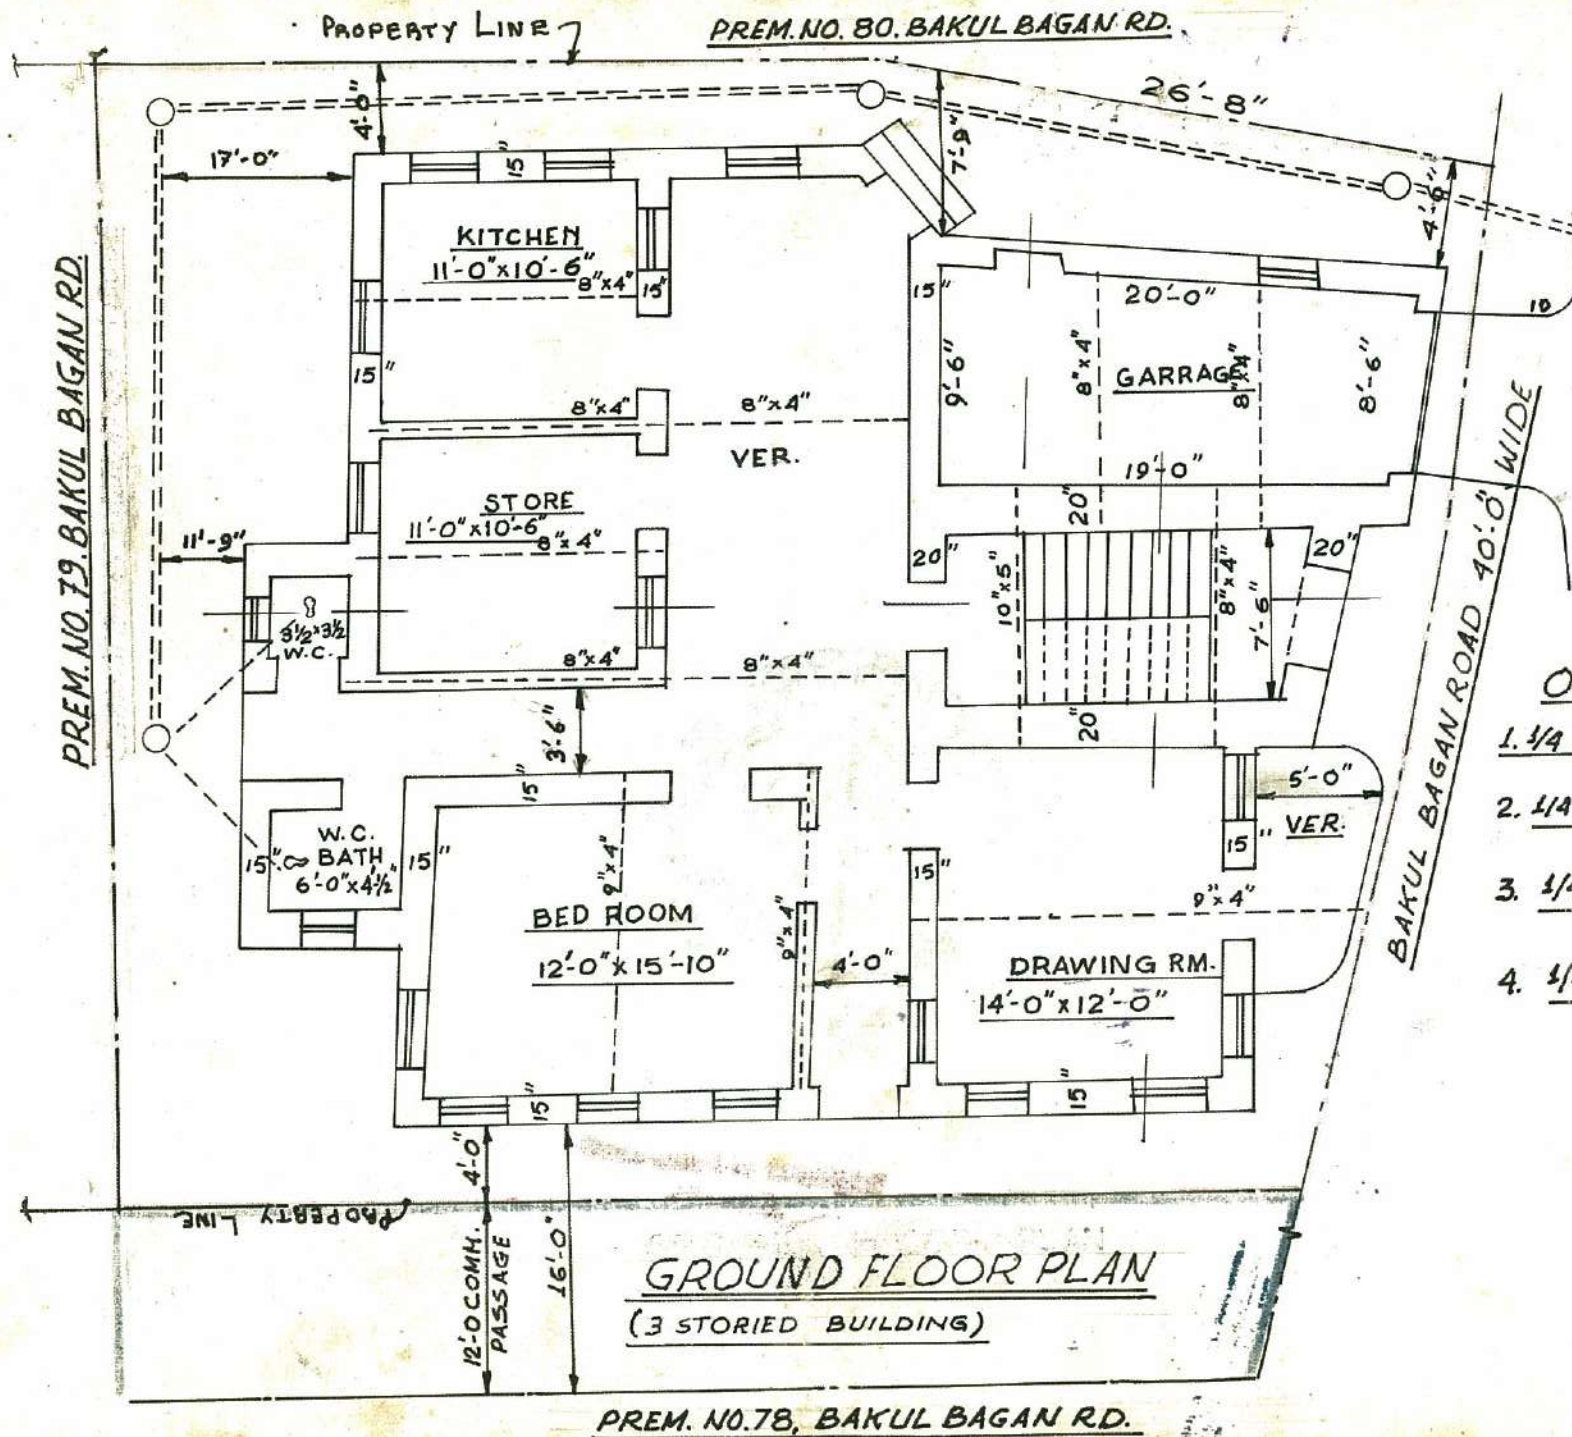 PROPERTY LINE
PREM.NO. 80. BAKUL BAGAN RD.
26'-8"
4'-0"
7'-9"
17'-0"
15"
4'-6"
KITCHEN
11'-0"x10'-6"
8"x4"
15"
15"
20'-0"
10
9'-6"
8"x4"
GARRAGE
8"x4"
8'-6"
15"
8"x4"
8"x4"
VER.
19'-0"
PREM.NO.79.BAKUL BAGAN RD.
BAKUL BAGAN ROAD 40'-0" WIDE
STORE
11'-0"x10'-6"
8"x4"
20"
11'-9"
20"
10"x5"
8"x4"
7'-6"
20"
3½"x3½
W.C.
8"x4"
8"x4"
3'-6"
20"
O
1. 1/4
2. 1/4
3. 1/4
4. 1/
15"
5'-0"
VER.
15"
W.C.
BATH
6'-0"x4'½"
15"
15"
9"x4"
15"
9"x4"
BED ROOM
12'-0"x15'-10"
9"x4"
4'-0"
DRAWING RM.
14'-0"x12'-0"
15"
15"
4'-0"
PROPERTY LINE
12'-0 COMM.
PASSAGE
16'-0"
GROUND FLOOR PLAN
(3 STORIED BUILDING)
PREM. NO.78, BAKUL BAGAN RD.